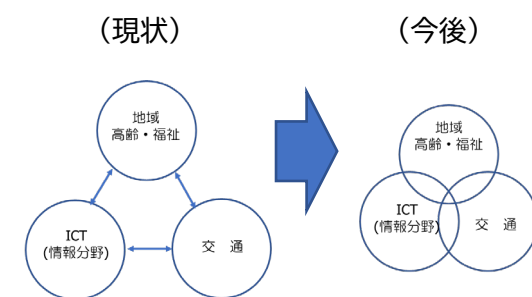 （現状）
（今後）
地域
高齢・福祉
ICT
(情報分野)
交　通
地域
高齢・福祉
ICT
(情報分野)
交　通